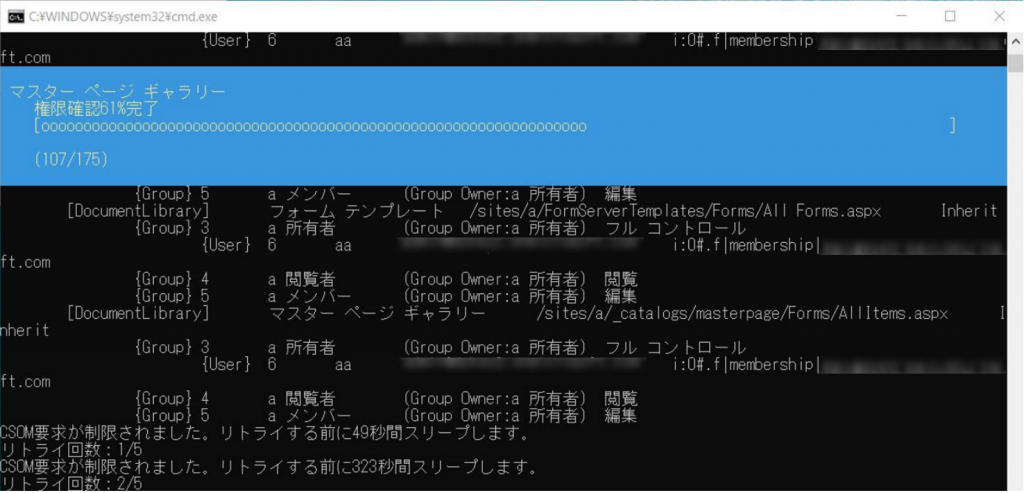 C:¥WINDOWS¥system32¥cmd.exe
{User} 6 aa i:0#.f|membership
ft.com
マスター ページ ギャラリー
権限確認61%完了
[ooooooooooooooooooooooooooooooooooooooooooooooooooooooooooooooooo ]
(107/175)
{Group} 5 a メンバー (Group Owner:a 所有者) 編集
[DocumentLibrary] フォーム テンプレート /sites/a/FormServerTemplates/Forms/All Forms.aspx Inherit
{Group} 3 a 所有者 (Group Owner:a 所有者) フル コントロール
{User} 6 aa i:0#.f|membership|
ft.com
{Group} 4 a 閲覧者 (Group Owner:a 所有者) 閲覧
{Group} 5 a メンバー (Group Owner:a 所有者) 編集
[DocumentLibrary] マスター ページ ギャラリー /sites/a/_catalogs/masterpage/Forms/AllItems.aspx I
nherit
{Group} 3 a 所有者 (Group Owner:a 所有者) フル コントロール
{User} 6 aa i:0#.f|membership|
ft.com
{Group} 4 a 閲覧者 (Group Owner:a 所有者) 閲覧
{Group} 5 a メンバー (Group Owner:a 所有者) 編集
CSOM要求が制限されました。リトライする前に49秒間スリープします。
リトライ回数：1/5
CSOM要求が制限されました。リトライする前に323秒間スリープします。
リトライ回数：2/5